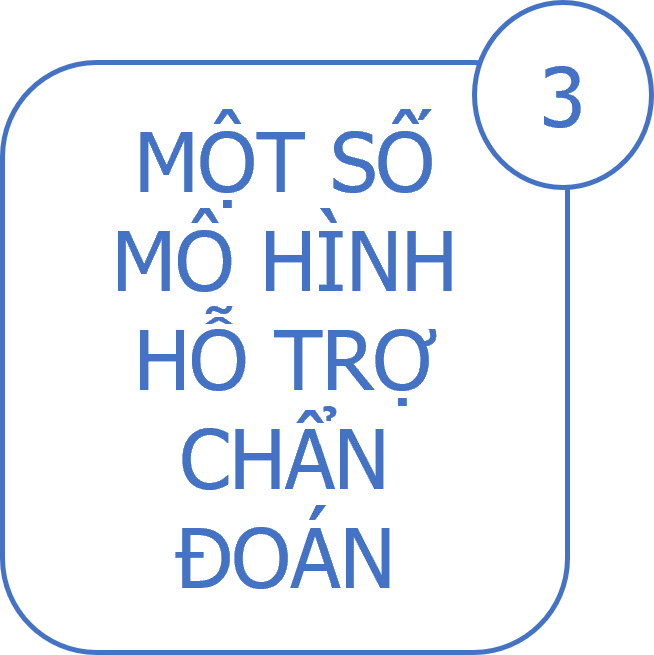 3
MỘT SỐ
MÔ HÌNH
HỖ TRỢ
CHẨN
ĐOÁN